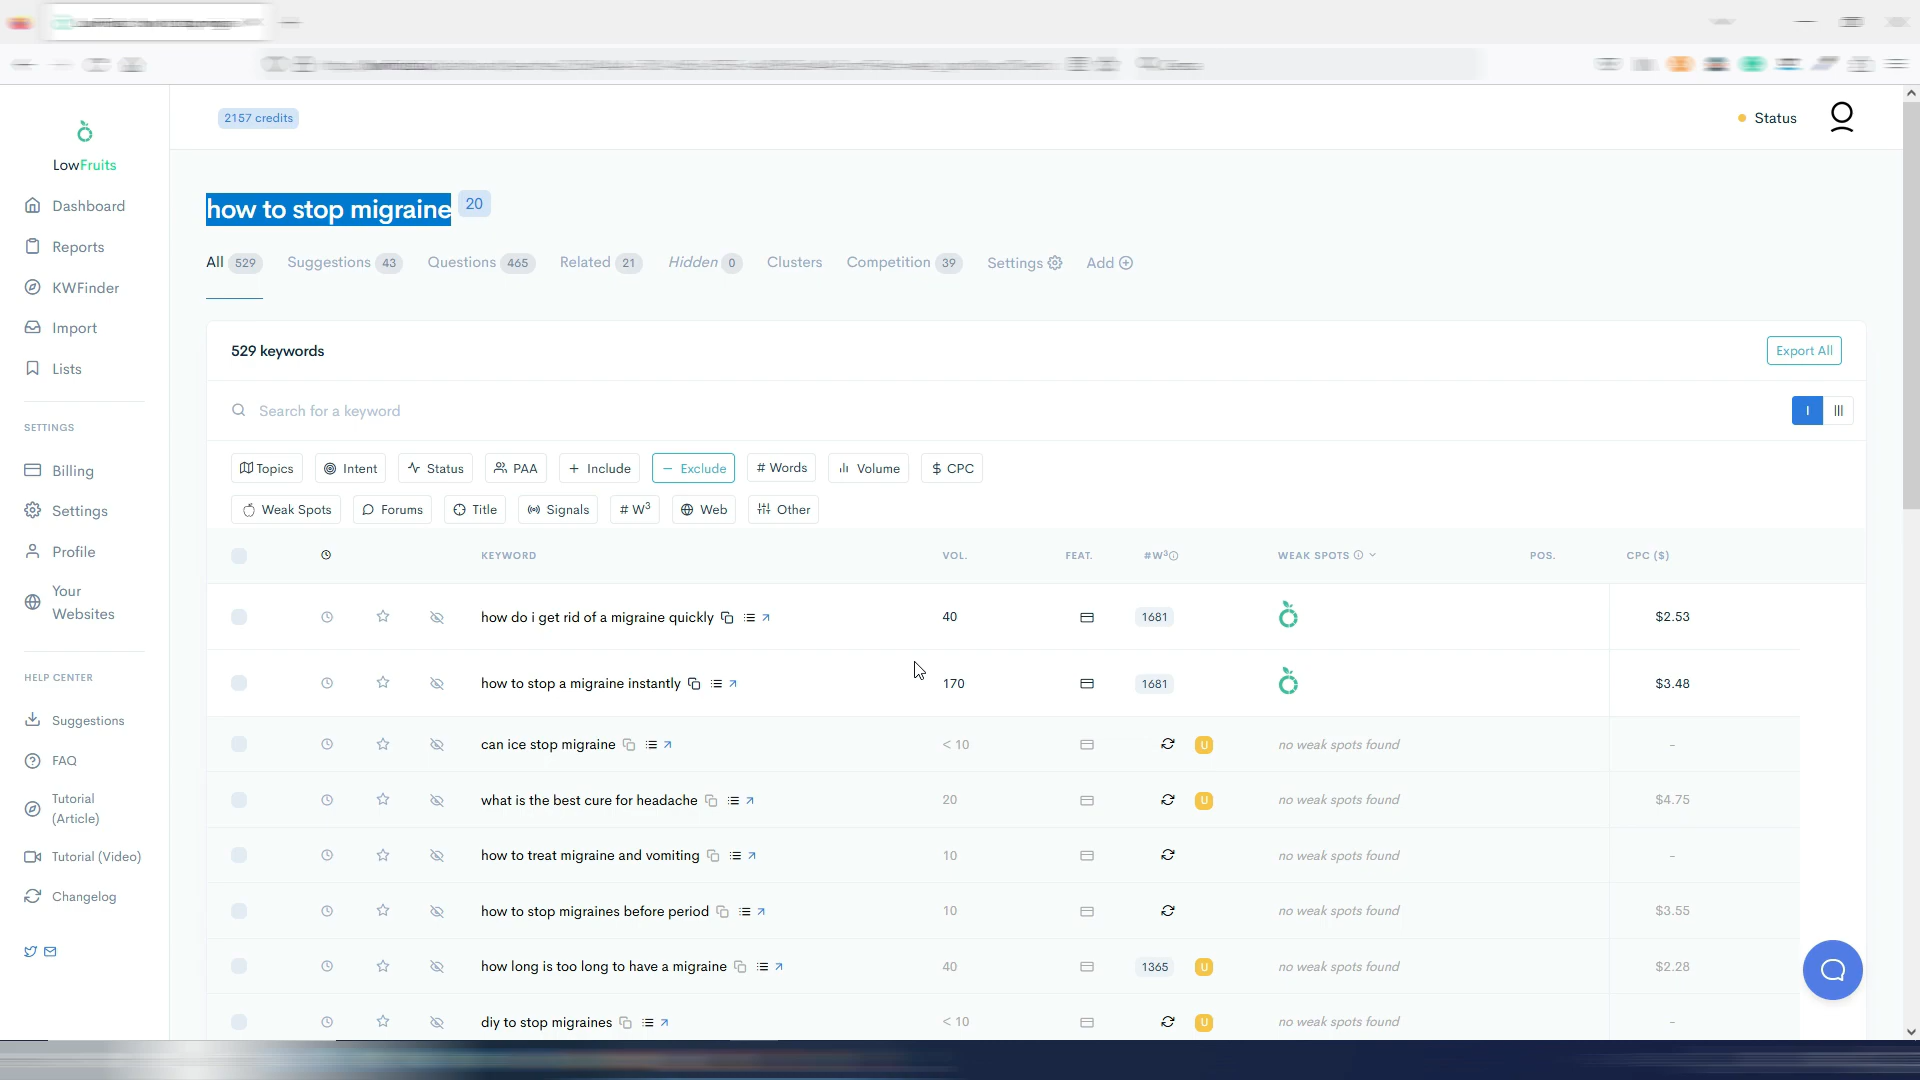 2157 credits
Status
LowFruits
Dashboard
Reports
KWFinder
Import
Lists
SETTINGS
Billing
Settings
Profile
Your
Websites
HELP CENTER
Suggestions
FAQ
Tutorial
(Article)
Tutorial (Video)
Changelog
how to stop migraine 20
All 529 Suggestions 43 Questions 465 Related 21 Hidden 0 Clusters Competition 39 Settings Add
529 keywords
Export All
Search for a keyword
Topics Intent Status PAA + Include − Exclude # Words Volume $ CPC
Weak Spots Forums Title Signals # W³ Web Other
KEYWORD VOL. FEAT. #W³ WEAK SPOTS POS. CPC ($)
how do i get rid of a migraine quickly 40 1681 $2.53
how to stop a migraine instantly 170 1681 $3.48
can ice stop migraine < 10 U no weak spots found -
what is the best cure for headache 20 U no weak spots found $4.75
how to treat migraine and vomiting 10 no weak spots found -
how to stop migraines before period 10 no weak spots found $3.55
how long is too long to have a migraine 40 1365 U no weak spots found $2.28
diy to stop migraines < 10 U no weak spots found -